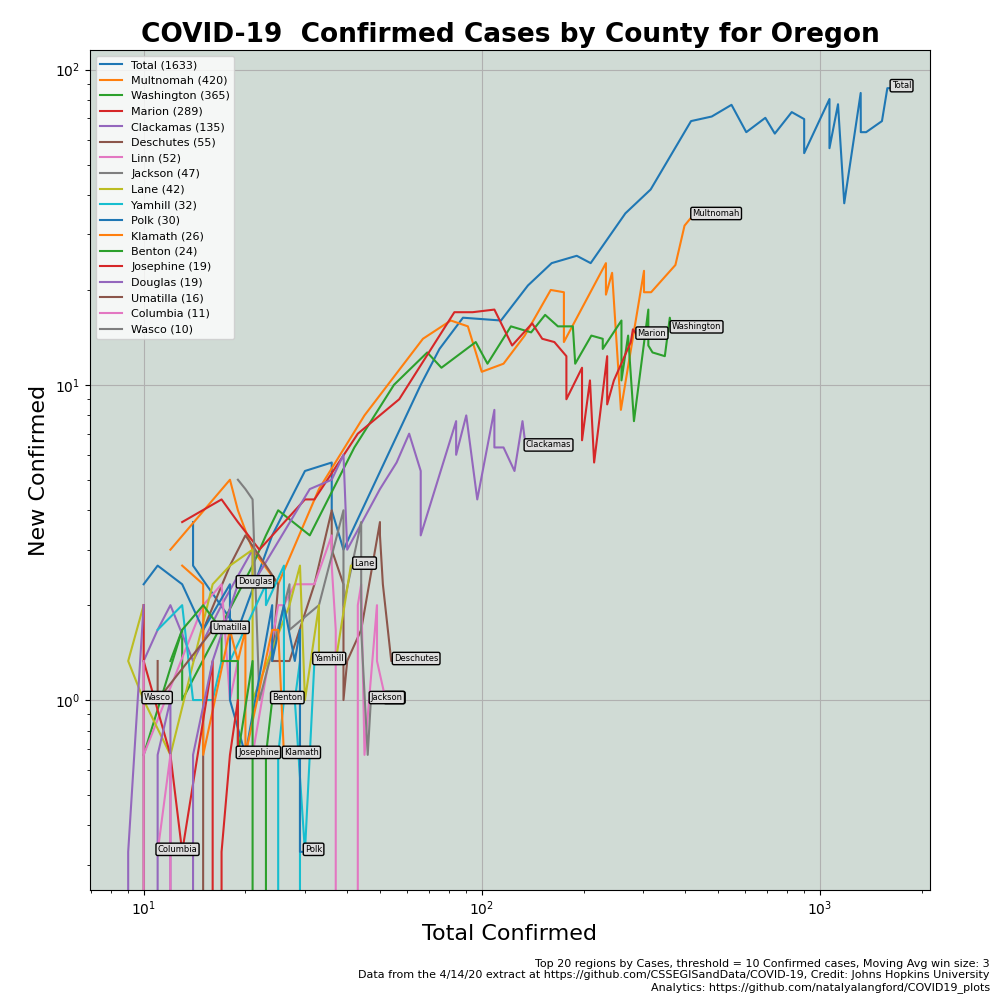 COVID-19  Confirmed Cases by County for Oregon
Total (1633)
Multnomah (420)
Washington (365)
Marion (289)
Clackamas (135)
Deschutes (55)
Linn (52)
Jackson (47)
Lane (42)
Yamhill (32)
Polk (30)
Klamath (26)
Benton (24)
Josephine (19)
Douglas (19)
Umatilla (16)
Columbia (11)
Wasco (10)
10²
10¹
10⁰
New Confirmed
Total
Multnomah
Washington
Marion
Clackamas
Lane
Douglas
Umatilla
Yamhill
Deschutes
Wasco
Benton
Jackson
Josephine
Klamath
Columbia
Polk
10¹
10²
10³
Total Confirmed
Top 20 regions by Cases, threshold = 10 Confirmed cases, Moving Avg win size: 3
Data from the 4/14/20 extract at https://github.com/CSSEGISandData/COVID-19, Credit: Johns Hopkins University
Analytics: https://github.com/natalyalangford/COVID19_plots